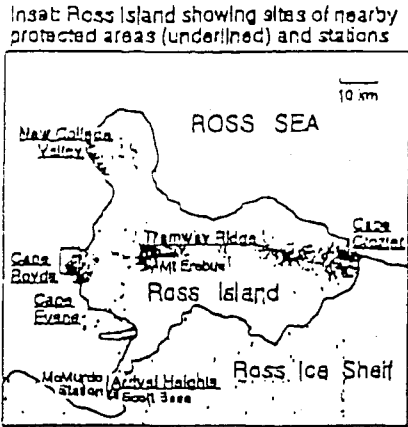 Inset: Ross Island showing sites of nearby
protected areas (underlined) and stations
10 km
ROSS SEA
New College
Valley
Tramway Ridge
Cape
Crozier
Cape
Royds
Mt Erebus
Ross Island
Cape
Evans
Ross Ice Shelf
McMurdo
Station
Arrival Heights
Scott Base